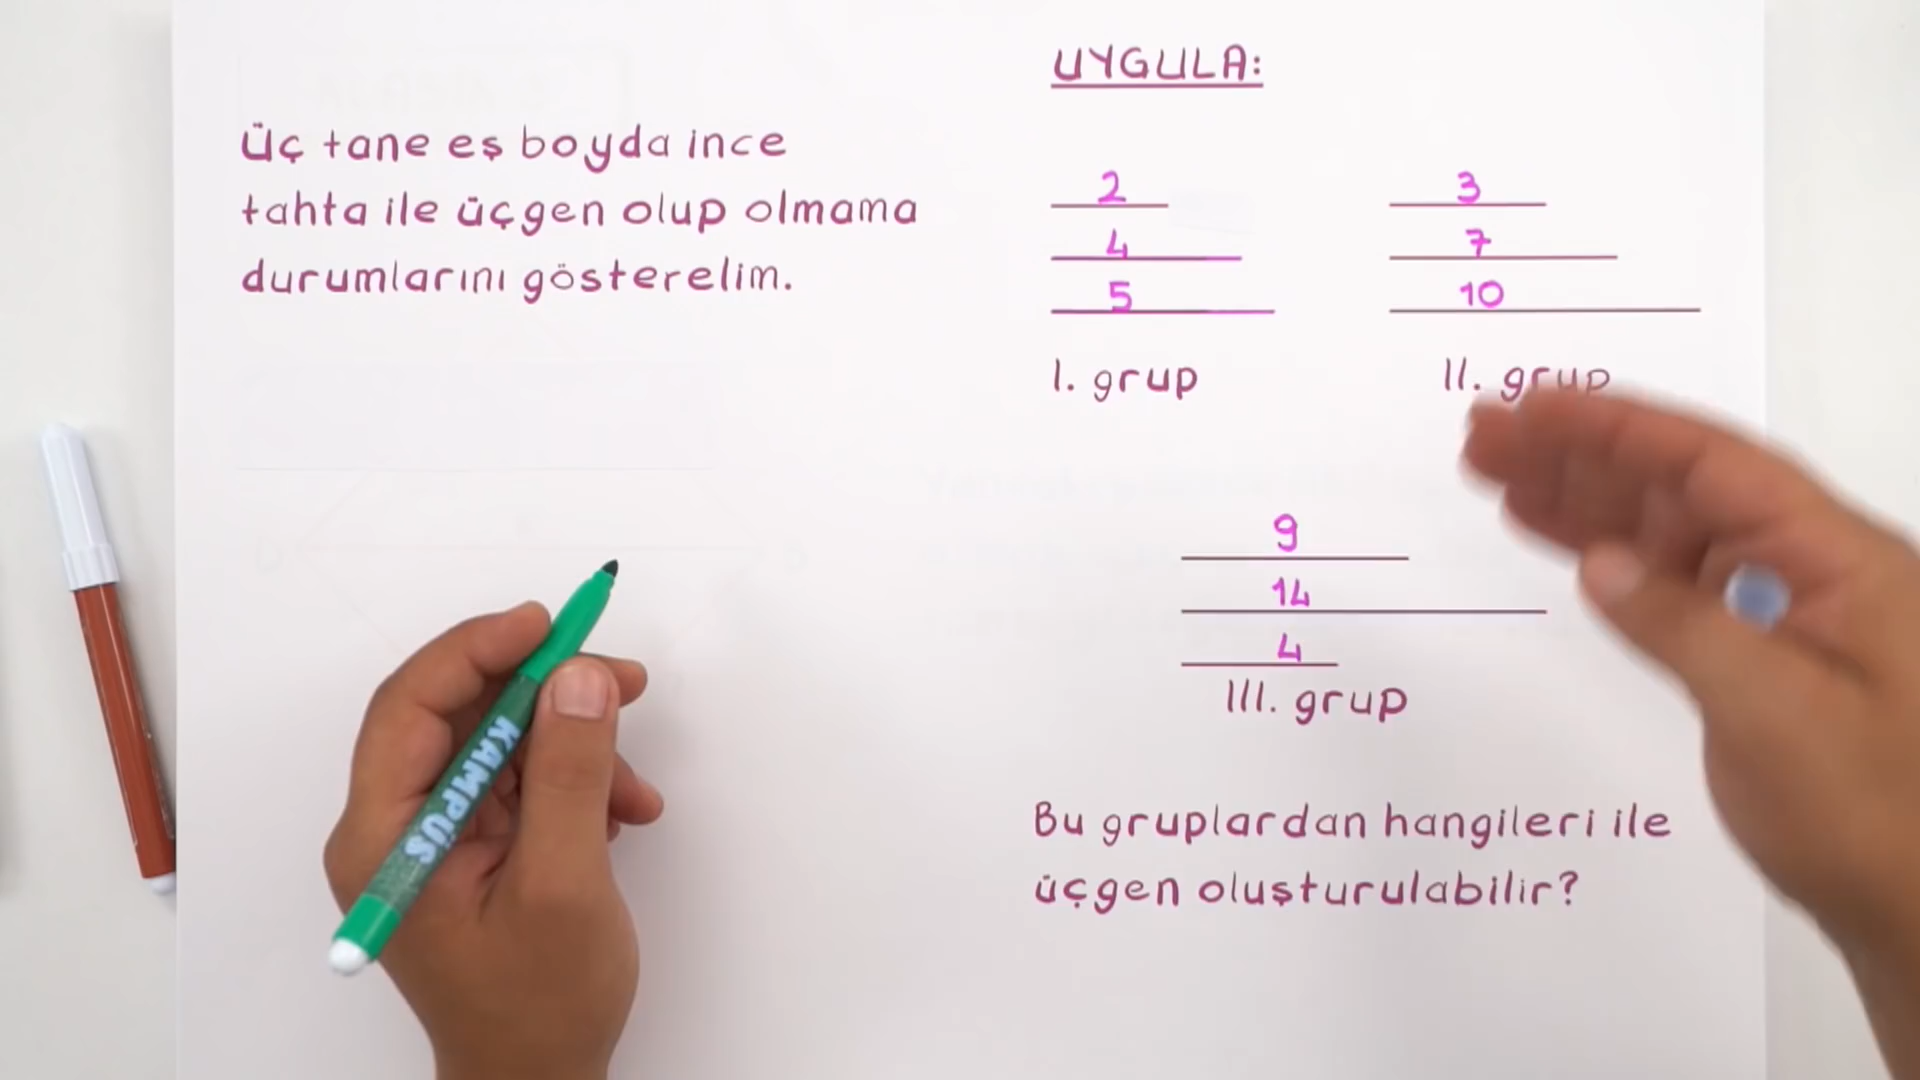 Üç tane eş boyda ince
tahta ile üçgen olup olmama
durumlarını gösterelim.
UYGULA:
2
4
5
I. grup
3
7
10
II. grup
9
14
4
III. grup
Bu gruplardan hangileri ile
üçgen oluşturulabilir?
KAMPÜS